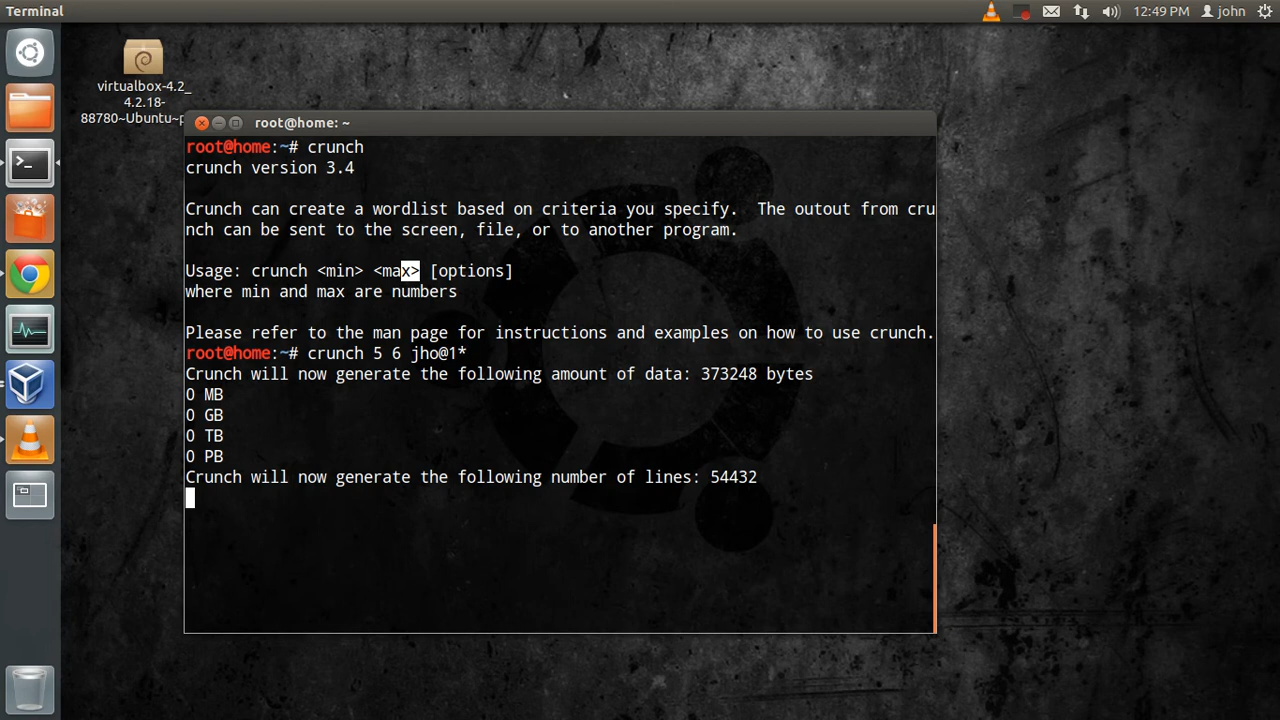 Terminal
12:49 PM
john
virtualbox-4.2_
4.2.18-
88780~Ubuntu~p
root@home: ~
root@home:~# crunch
crunch version 3.4
Crunch can create a wordlist based on criteria you specify.  The outout from cru
nch can be sent to the screen, file, or to another program.
Usage: crunch <min> <max> [options]
where min and max are numbers
Please refer to the man page for instructions and examples on how to use crunch.
root@home:~# crunch 5 6 jho@1*
Crunch will now generate the following amount of data: 373248 bytes
0 MB
0 GB
0 TB
0 PB
Crunch will now generate the following number of lines: 54432